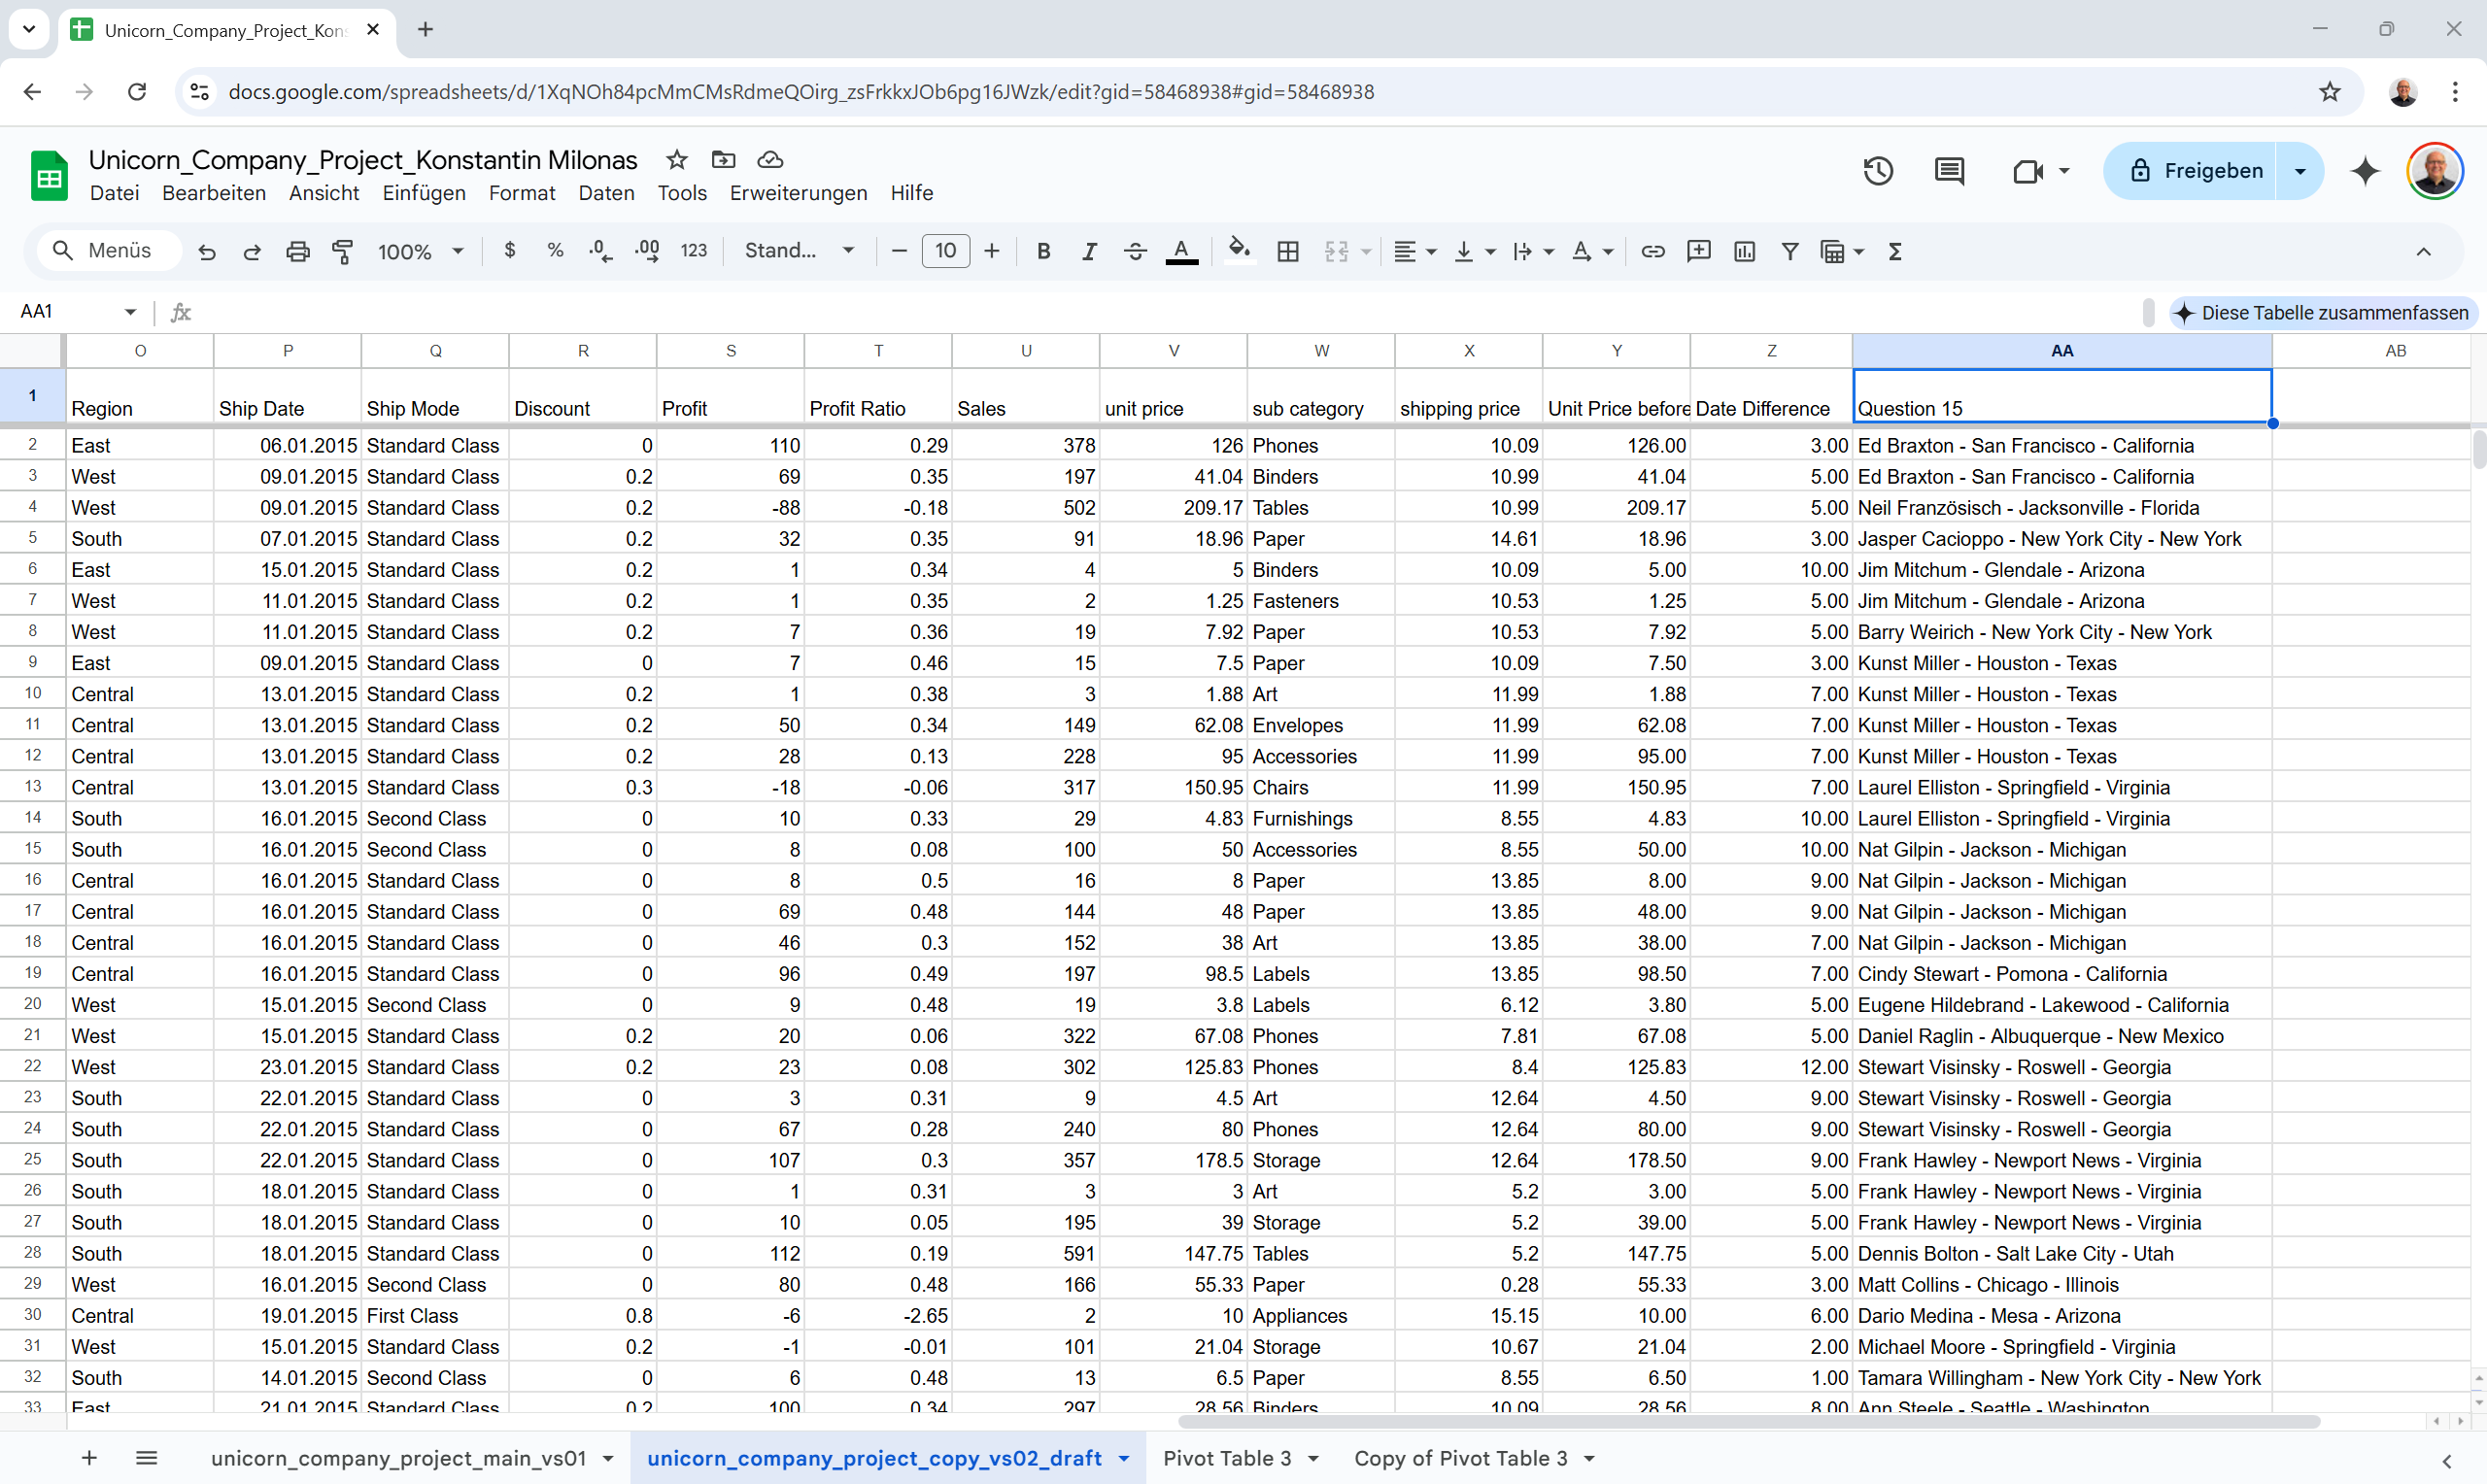 Unicorn_Company_Project_Kons
docs.google.com/spreadsheets/d/1XqNOh84pcMmCMsRdmeQOirg_zsFrkkxJOb6pg16JWzk/edit?gid=58468938#gid=58468938
Unicorn_Company_Project_Konstantin Milonas
Datei Bearbeiten Ansicht Einfügen Format Daten Tools Erweiterungen Hilfe
Freigeben
Menüs 100% $ % .0 .00 123 Stand... 10 B I A
AA1 fx Diese Tabelle zusammenfassen
O P Q R S T U V W X Y Z AA AB
1 Region Ship Date Ship Mode Discount Profit Profit Ratio Sales unit price sub category shipping price Unit Price before Date Difference Question 15
2 East 06.01.2015 Standard Class 0 110 0.29 378 126 Phones 10.09 126.00 3.00 Ed Braxton - San Francisco - California
3 West 09.01.2015 Standard Class 0.2 69 0.35 197 41.04 Binders 10.99 41.04 5.00 Ed Braxton - San Francisco - California
4 West 09.01.2015 Standard Class 0.2 -88 -0.18 502 209.17 Tables 10.99 209.17 5.00 Neil Französisch - Jacksonville - Florida
5 South 07.01.2015 Standard Class 0.2 32 0.35 91 18.96 Paper 14.61 18.96 3.00 Jasper Cacioppo - New York City - New York
6 East 15.01.2015 Standard Class 0.2 1 0.34 4 5 Binders 10.09 5.00 10.00 Jim Mitchum - Glendale - Arizona
7 West 11.01.2015 Standard Class 0.2 1 0.35 2 1.25 Fasteners 10.53 1.25 5.00 Jim Mitchum - Glendale - Arizona
8 West 11.01.2015 Standard Class 0.2 7 0.36 19 7.92 Paper 10.53 7.92 5.00 Barry Weirich - New York City - New York
9 East 09.01.2015 Standard Class 0 7 0.46 15 7.5 Paper 10.09 7.50 3.00 Kunst Miller - Houston - Texas
10 Central 13.01.2015 Standard Class 0.2 1 0.38 3 1.88 Art 11.99 1.88 7.00 Kunst Miller - Houston - Texas
11 Central 13.01.2015 Standard Class 0.2 50 0.34 149 62.08 Envelopes 11.99 62.08 7.00 Kunst Miller - Houston - Texas
12 Central 13.01.2015 Standard Class 0.2 28 0.13 228 95 Accessories 11.99 95.00 7.00 Kunst Miller - Houston - Texas
13 Central 13.01.2015 Standard Class 0.3 -18 -0.06 317 150.95 Chairs 11.99 150.95 7.00 Laurel Elliston - Springfield - Virginia
14 South 16.01.2015 Second Class 0 10 0.33 29 4.83 Furnishings 8.55 4.83 10.00 Laurel Elliston - Springfield - Virginia
15 South 16.01.2015 Second Class 0 8 0.08 100 50 Accessories 8.55 50.00 10.00 Nat Gilpin - Jackson - Michigan
16 Central 16.01.2015 Standard Class 0 8 0.5 16 8 Paper 13.85 8.00 9.00 Nat Gilpin - Jackson - Michigan
17 Central 16.01.2015 Standard Class 0 69 0.48 144 48 Paper 13.85 48.00 9.00 Nat Gilpin - Jackson - Michigan
18 Central 16.01.2015 Standard Class 0 46 0.3 152 38 Art 13.85 38.00 7.00 Nat Gilpin - Jackson - Michigan
19 Central 16.01.2015 Standard Class 0 96 0.49 197 98.5 Labels 13.85 98.50 7.00 Cindy Stewart - Pomona - California
20 West 15.01.2015 Second Class 0 9 0.48 19 3.8 Labels 6.12 3.80 5.00 Eugene Hildebrand - Lakewood - California
21 West 15.01.2015 Standard Class 0.2 20 0.06 322 67.08 Phones 7.81 67.08 5.00 Daniel Raglin - Albuquerque - New Mexico
22 West 23.01.2015 Standard Class 0.2 23 0.08 302 125.83 Phones 8.4 125.83 12.00 Stewart Visinsky - Roswell - Georgia
23 South 22.01.2015 Standard Class 0 3 0.31 9 4.5 Art 12.64 4.50 9.00 Stewart Visinsky - Roswell - Georgia
24 South 22.01.2015 Standard Class 0 67 0.28 240 80 Phones 12.64 80.00 9.00 Stewart Visinsky - Roswell - Georgia
25 South 22.01.2015 Standard Class 0 107 0.3 357 178.5 Storage 12.64 178.50 9.00 Frank Hawley - Newport News - Virginia
26 South 18.01.2015 Standard Class 0 1 0.31 3 3 Art 5.2 3.00 5.00 Frank Hawley - Newport News - Virginia
27 South 18.01.2015 Standard Class 0 10 0.05 195 39 Storage 5.2 39.00 5.00 Frank Hawley - Newport News - Virginia
28 South 18.01.2015 Standard Class 0 112 0.19 591 147.75 Tables 5.2 147.75 5.00 Dennis Bolton - Salt Lake City - Utah
29 West 16.01.2015 Second Class 0 80 0.48 166 55.33 Paper 0.28 55.33 3.00 Matt Collins - Chicago - Illinois
30 Central 19.01.2015 First Class 0.8 -6 -2.65 2 10 Appliances 15.15 10.00 6.00 Dario Medina - Mesa - Arizona
31 West 15.01.2015 Standard Class 0.2 -1 -0.01 101 21.04 Storage 10.67 21.04 2.00 Michael Moore - Springfield - Virginia
32 South 14.01.2015 Second Class 0 6 0.48 13 6.5 Paper 8.55 6.50 1.00 Tamara Willingham - New York City - New York
33 East 21.01.2015 Standard Class 0.2 100 0.34 297 28.56 Binders 10.09 28.56 8.00 Ann Steele - Seattle - Washington
unicorn_company_project_main_vs01 unicorn_company_project_copy_vs02_draft Pivot Table 3 Copy of Pivot Table 3